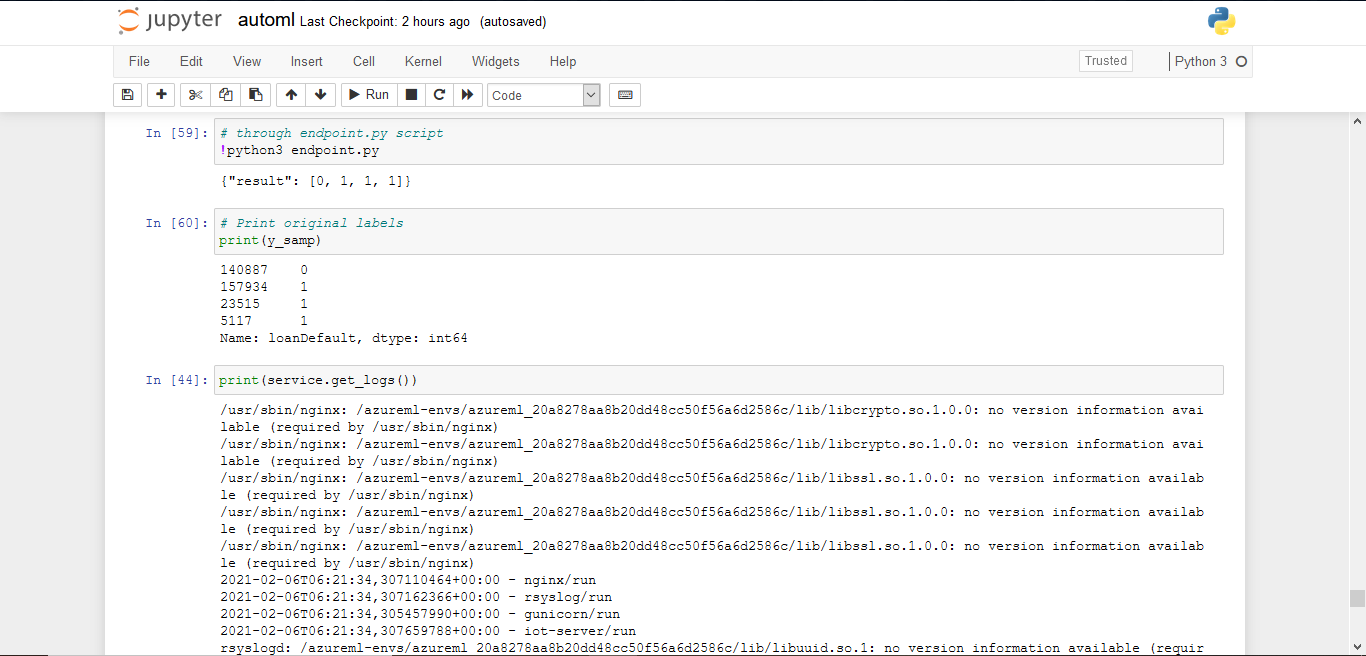 jupyter automl Last Checkpoint: 2 hours ago (autosaved)
File Edit View Insert Cell Kernel Widgets Help Trusted Python 3
Run Code
In [59]: # through endpoint.py script
!python3 endpoint.py
{"result": [0, 1, 1, 1]}
In [60]: # Print original labels
print(y_samp)
140887 0
157934 1
23515 1
5117 1
Name: loanDefault, dtype: int64
In [44]: print(service.get_logs())
/usr/sbin/nginx: /azureml-envs/azureml_20a8278aa8b20dd48cc50f56a6d2586c/lib/libcrypto.so.1.0.0: no version information avai
lable (required by /usr/sbin/nginx)
/usr/sbin/nginx: /azureml-envs/azureml_20a8278aa8b20dd48cc50f56a6d2586c/lib/libcrypto.so.1.0.0: no version information avai
lable (required by /usr/sbin/nginx)
/usr/sbin/nginx: /azureml-envs/azureml_20a8278aa8b20dd48cc50f56a6d2586c/lib/libssl.so.1.0.0: no version information availab
le (required by /usr/sbin/nginx)
/usr/sbin/nginx: /azureml-envs/azureml_20a8278aa8b20dd48cc50f56a6d2586c/lib/libssl.so.1.0.0: no version information availab
le (required by /usr/sbin/nginx)
/usr/sbin/nginx: /azureml-envs/azureml_20a8278aa8b20dd48cc50f56a6d2586c/lib/libssl.so.1.0.0: no version information availab
le (required by /usr/sbin/nginx)
2021-02-06T06:21:34,307110464+00:00 - nginx/run
2021-02-06T06:21:34,307162366+00:00 - rsyslog/run
2021-02-06T06:21:34,305457990+00:00 - gunicorn/run
2021-02-06T06:21:34,307659788+00:00 - iot-server/run
rsyslogd: /azureml-envs/azureml_20a8278aa8b20dd48cc50f56a6d2586c/lib/libuuid.so.1: no version information available (requir